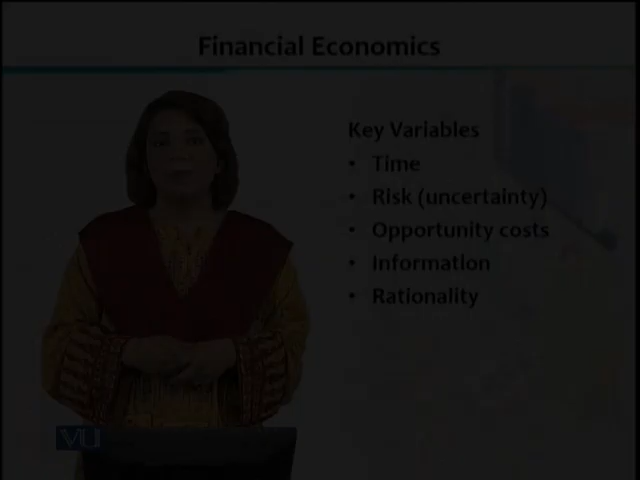 Financial Economics
Key Variables
• Time
• Risk (uncertainty)
• Opportunity costs
• Information
• Rationality
VU